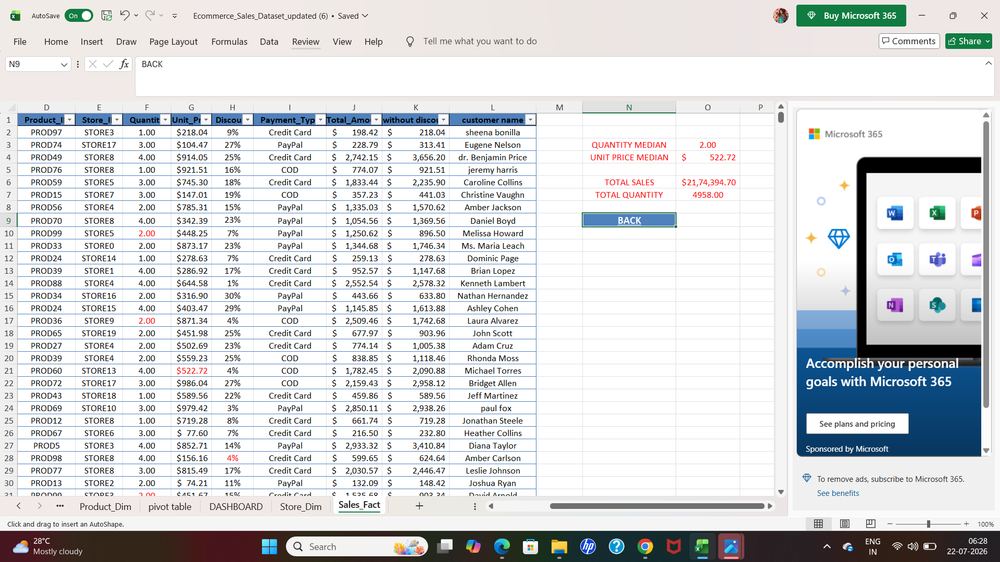 AutoSave On Ecommerce_Sales_Dataset_updated (6) • Saved Buy Microsoft 365
File Home Insert Draw Page Layout Formulas Data Review View Help Tell me what you want to do Comments Share
N9 fx BACK
D E F G H I J K L M N O P
1 Product_I Store_I Quantit Unit_Pr Discou Payment_Typ Total_Amou without discou customer name
2 PROD97 STORE3 1.00 $218.04 9% Credit Card $ 198.42 $ 218.04 sheena bonilla
3 PROD74 STORE17 3.00 $104.47 27% PayPal $ 228.79 $ 313.41 Eugene Nelson QUANTITY MEDIAN 2.00
4 PROD49 STORE8 4.00 $914.05 25% Credit Card $ 2,742.15 $ 3,656.20 dr. Benjamin Price UNIT PRICE MEDIAN $ 522.72
5 PROD76 STORE8 1.00 $921.51 16% COD $ 774.07 $ 921.51 jeremy harris
6 PROD59 STORE5 3.00 $745.30 18% Credit Card $ 1,833.44 $ 2,235.90 Caroline Collins TOTAL SALES $21,74,394.70
7 PROD15 STORE7 3.00 $147.01 19% COD $ 357.23 $ 441.03 Christine Vaughn TOTAL QUANTITY 4958.00
8 PROD56 STORE4 2.00 $785.31 15% PayPal $ 1,335.03 $ 1,570.62 Amber Jackson
9 PROD70 STORE8 4.00 $342.39 23% PayPal $ 1,054.56 $ 1,369.56 Daniel Boyd BACK
10 PROD99 STORE5 2.00 $448.25 7% PayPal $ 1,250.62 $ 896.50 Melissa Howard
11 PROD33 STORE0 2.00 $873.17 23% PayPal $ 1,344.68 $ 1,746.34 Ms. Maria Leach
12 PROD24 STORE14 1.00 $278.63 7% Credit Card $ 259.13 $ 278.63 Dominic Page
13 PROD39 STORE1 4.00 $286.92 17% Credit Card $ 952.57 $ 1,147.68 Brian Lopez
14 PROD88 STORE4 4.00 $644.58 1% Credit Card $ 2,552.54 $ 2,578.32 Kenneth Lambert
15 PROD34 STORE16 2.00 $316.90 30% PayPal $ 443.66 $ 633.80 Nathan Hernandez
16 PROD24 STORE15 4.00 $403.47 29% PayPal $ 1,145.85 $ 1,613.88 Ashley Cohen
17 PROD36 STORE9 2.00 $871.34 4% COD $ 2,509.46 $ 1,742.68 Laura Alvarez
18 PROD65 STORE19 2.00 $451.98 25% Credit Card $ 677.97 $ 903.96 John Scott
19 PROD27 STORE4 2.00 $502.69 23% Credit Card $ 774.14 $ 1,005.38 Adam Cruz
20 PROD39 STORE4 2.00 $559.23 25% COD $ 838.85 $ 1,118.46 Rhonda Moss
21 PROD60 STORE13 4.00 $522.72 4% COD $ 1,782.45 $ 2,090.88 Michael Torres
22 PROD72 STORE17 3.00 $986.04 27% COD $ 2,159.43 $ 2,958.12 Bridget Allen
23 PROD43 STORE18 1.00 $589.56 22% Credit Card $ 459.86 $ 589.56 Jeff Martinez
24 PROD69 STORE10 3.00 $979.42 3% PayPal $ 2,850.11 $ 2,938.26 paul fox
25 PROD12 STORE8 1.00 $719.28 8% Credit Card $ 661.74 $ 719.28 Jonathan Steele
26 PROD67 STORE6 3.00 $ 77.60 7% Credit Card $ 216.50 $ 232.80 Heather Collins
27 PROD5 STORE3 4.00 $852.71 14% PayPal $ 2,933.32 $ 3,410.84 Diana Taylor
28 PROD98 STORE8 4.00 $156.16 4% Credit Card $ 599.65 $ 624.64 Amber Carlson
29 PROD77 STORE8 3.00 $815.49 17% Credit Card $ 2,030.57 $ 2,446.47 Leslie Johnson
30 PROD13 STORE2 2.00 $ 74.21 11% PayPal $ 132.09 $ 148.42 Joshua Ryan
31 PROD99 STORE3 2.00 $451.67 15% Credit Card $ 1,535.68 $ 903.34 David Arnold
Microsoft 365
Accomplish your personal
goals with Microsoft 365
See plans and pricing
Sponsored by Microsoft
To remove ads, subscribe to Microsoft 365.
See benefits
Product_Dim pivot table DASHBOARD Store_Dim Sales_Fact
Click and drag to insert an AutoShape. 100%
28°C
Mostly cloudy
Search
ENG
IN
06:28
22-07-2026